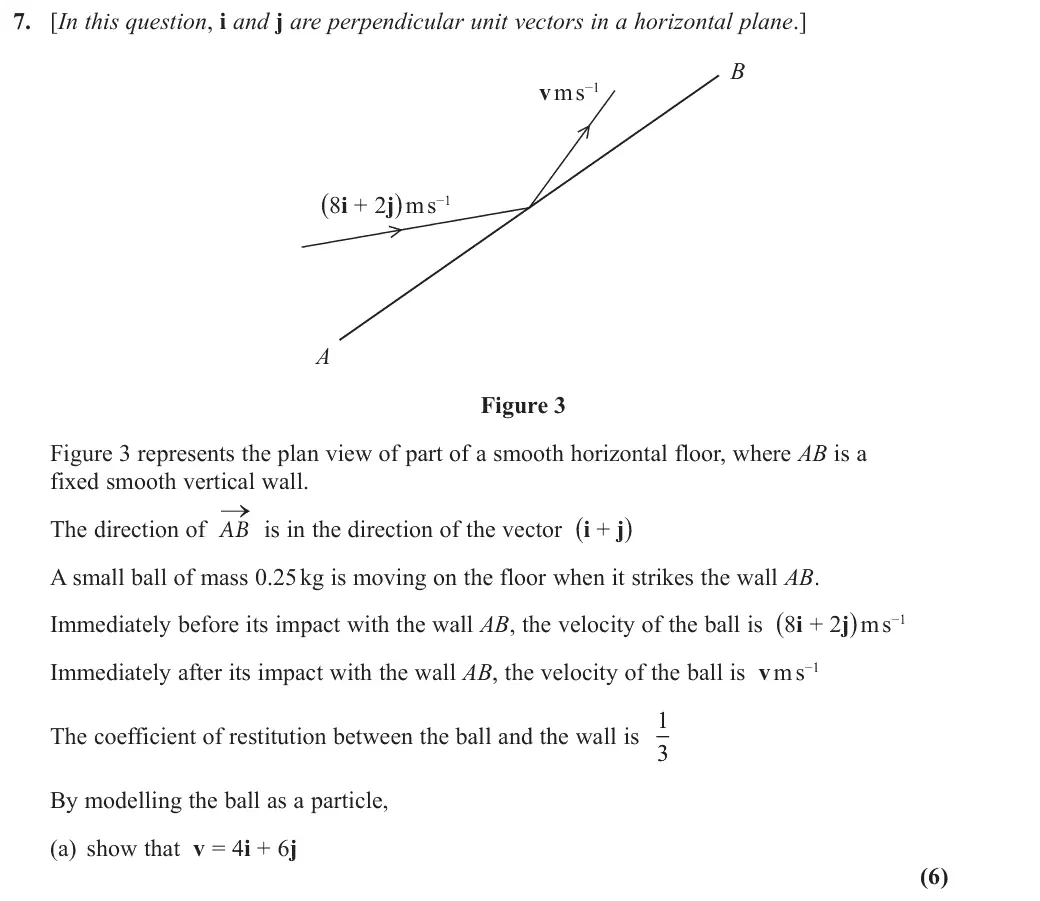 7. [In this question, i and j are perpendicular unit vectors in a horizontal plane.]
B
v m s⁻¹
(8i + 2j) m s⁻¹
A
Figure 3
Figure 3 represents the plan view of part of a smooth horizontal floor, where AB is a
fixed smooth vertical wall.
The direction of →AB is in the direction of the vector (i + j)
A small ball of mass 0.25 kg is moving on the floor when it strikes the wall AB.
Immediately before its impact with the wall AB, the velocity of the ball is (8i + 2j) m s⁻¹
Immediately after its impact with the wall AB, the velocity of the ball is v m s⁻¹
The coefficient of restitution between the ball and the wall is 1/3
By modelling the ball as a particle,
(a) show that v = 4i + 6j
(6)